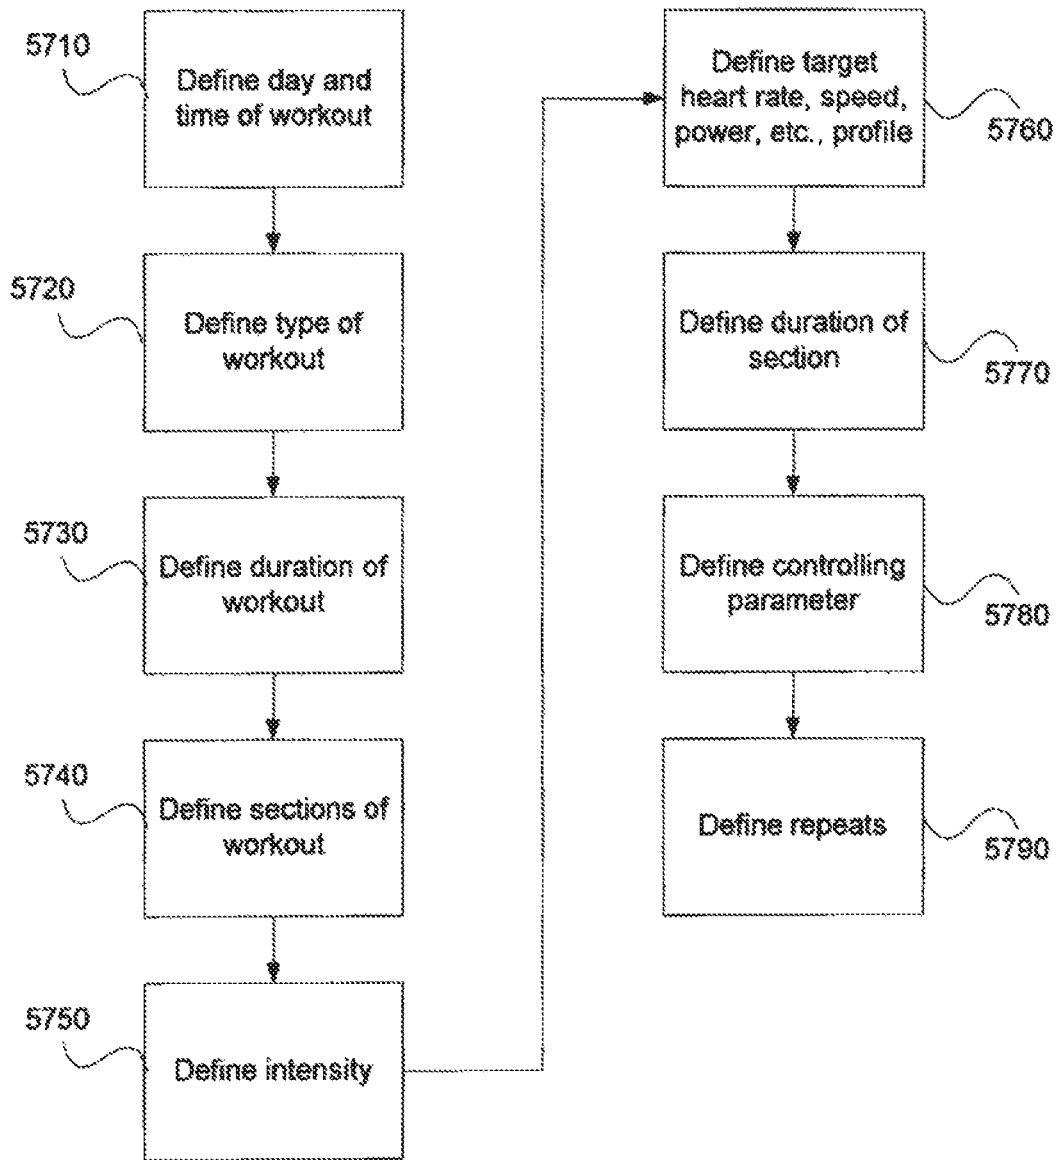 5710
Define day and
time of workout
5720
Define type of
workout
5730
Define duration of
workout
5740
Define sections of
workout
5750
Define intensity
Define target
heart rate, speed,
power, etc., profile
5760
Define duration of
section
5770
Define controlling
parameter
5780
Define repeats
5790